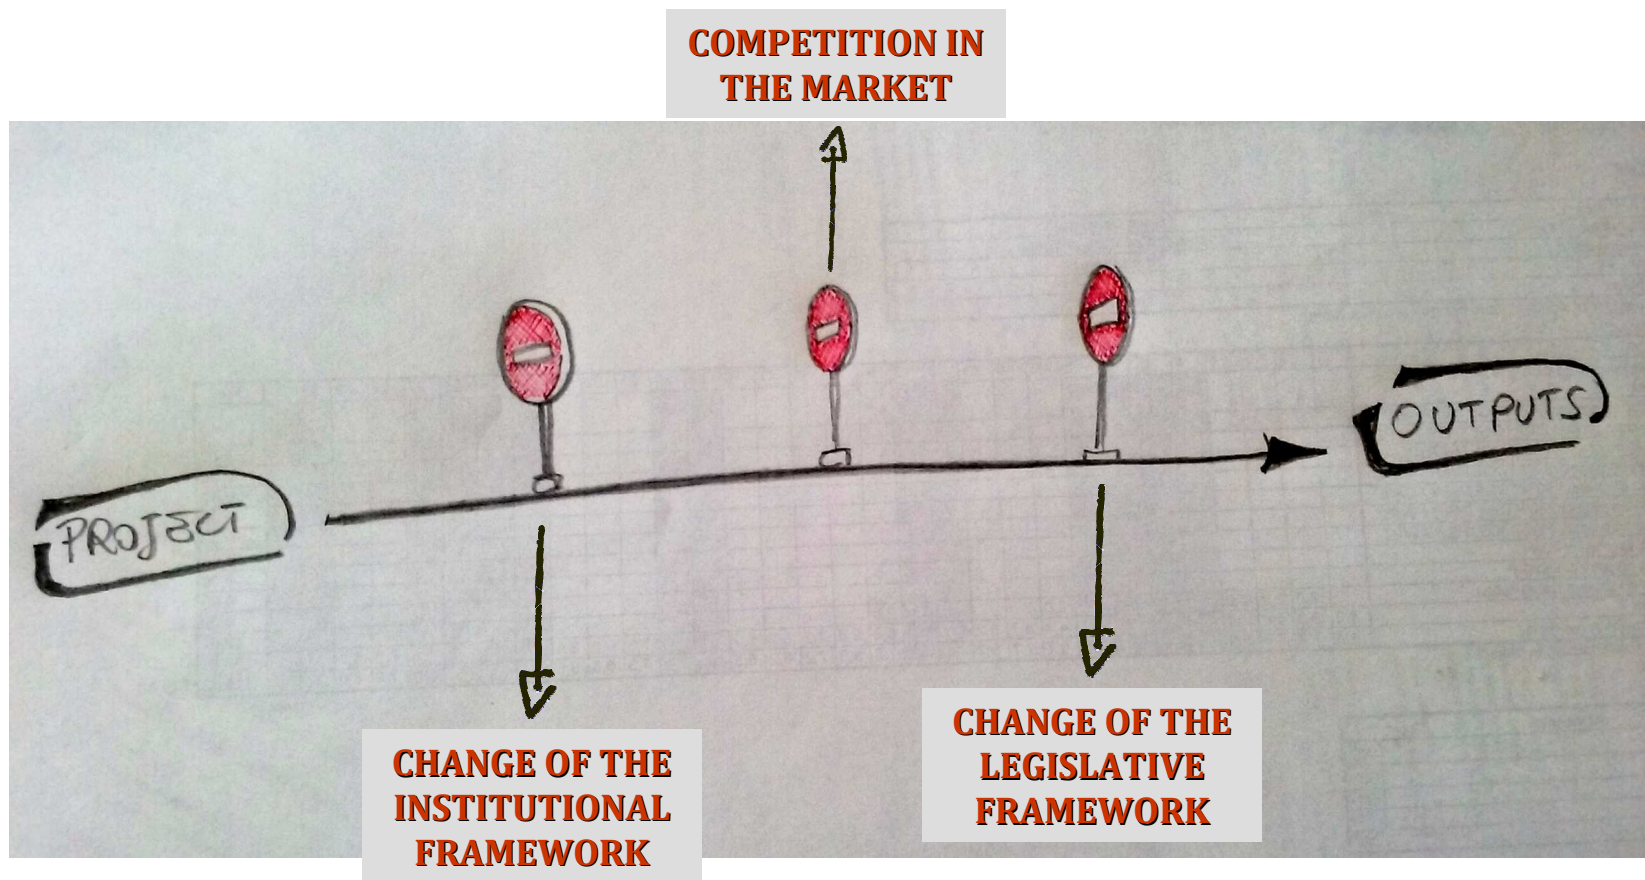 COMPETITION IN
THE MARKET
PROJECT
OUTPUTS
CHANGE OF THE
INSTITUTIONAL
FRAMEWORK
CHANGE OF THE
LEGISLATIVE
FRAMEWORK